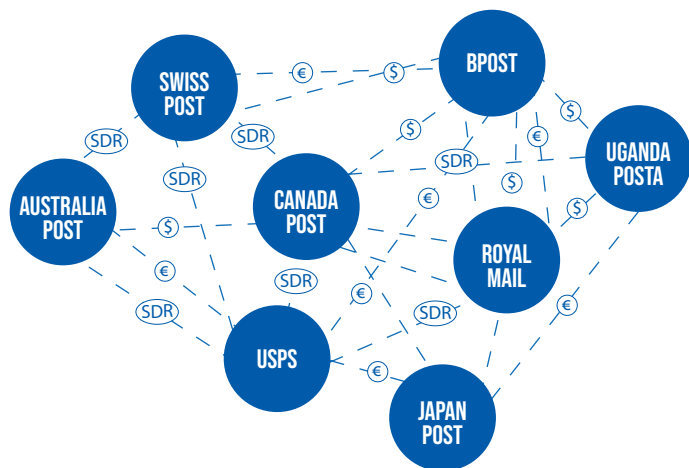 SWISS
POST
€
$
BPOST
SDR
SDR
$
€
$
SDR
SDR
UGANDA
POSTA
AUSTRALIA
POST
CANADA
POST
$
€
$
$
€
ROYAL
MAIL
SDR
€
SDR
SDR
€
USPS
€
JAPAN
POST